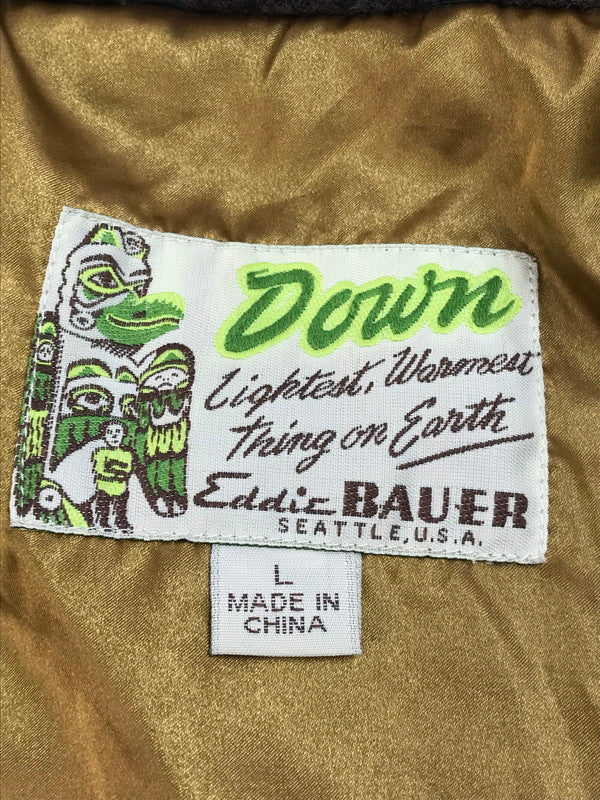 Down
Lightest, Warmest
Thing on Earth
Eddie BAUER
SEATTLE, U.S.A.
L
MADE IN
CHINA